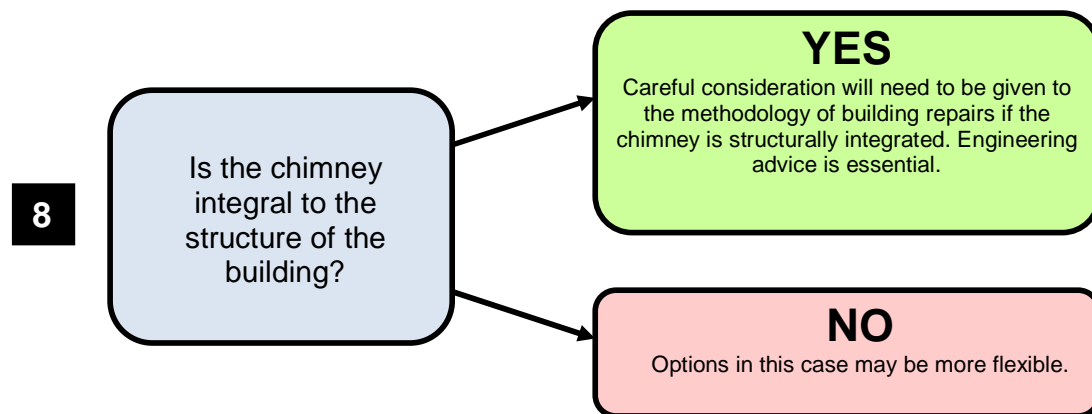 8
Is the chimney
integral to the
structure of the
building?
YES
Careful consideration will need to be given to
the methodology of building repairs if the
chimney is structurally integrated. Engineering
advice is essential.
NO
Options in this case may be more flexible.